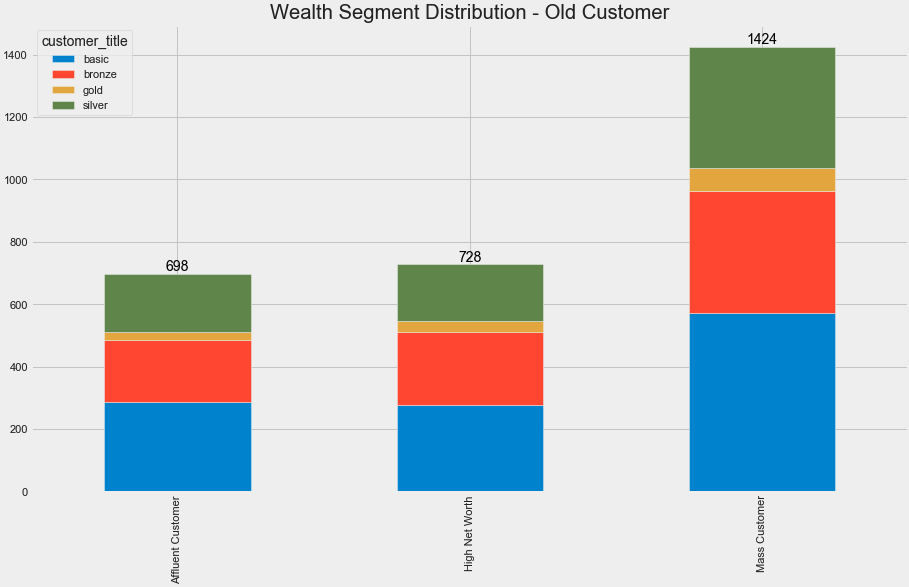 Wealth Segment Distribution - Old Customer
customer_title
basic
bronze
gold
silver
1400
1200
1000
800
600
400
200
0
698
728
1424
Affluent Customer
High Net Worth
Mass Customer